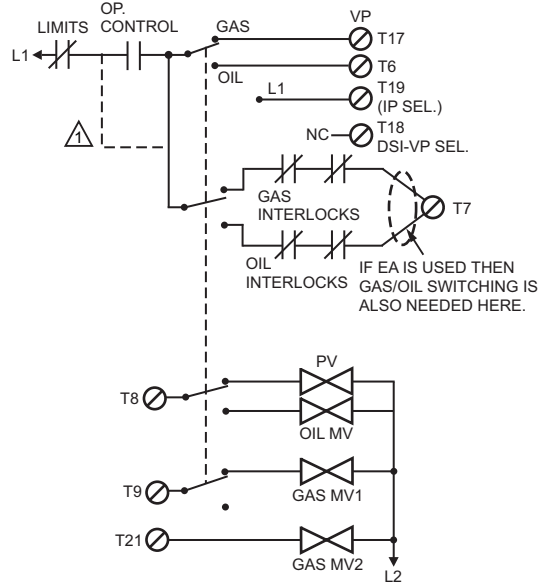 OP.
CONTROL
LIMITS
GAS
VP
L1
T17
T6
OIL
L1
T19
(IP SEL.)
1
NC
T18
DSI-VP SEL.
GAS
INTERLOCKS
T7
OIL
INTERLOCKS
IF EA IS USED THEN
GAS/OIL SWITCHING IS
ALSO NEEDED HERE.
PV
T8
OIL MV
T9
GAS MV1
T21
GAS MV2
L2